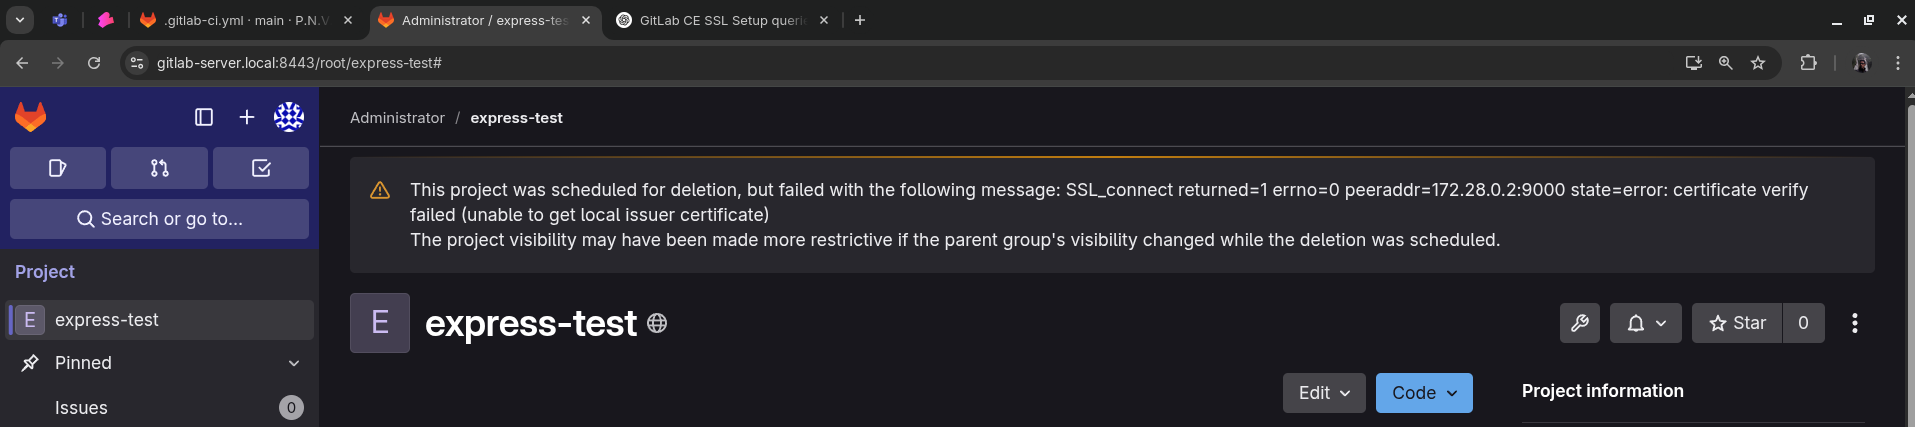 .gitlab-ci.yml · main · P.N.V
Administrator / express-tes
GitLab CE SSL Setup querie
gitlab-server.local:8443/root/express-test#
Administrator / express-test
This project was scheduled for deletion, but failed with the following message: SSL_connect returned=1 errno=0 peeraddr=172.28.0.2:9000 state=error: certificate verify
failed (unable to get local issuer certificate)
The project visibility may have been made more restrictive if the parent group's visibility changed while the deletion was scheduled.
Search or go to...
Project
E express-test
Pinned
Issues 0
E express-test
Star 0
Edit Code
Project information